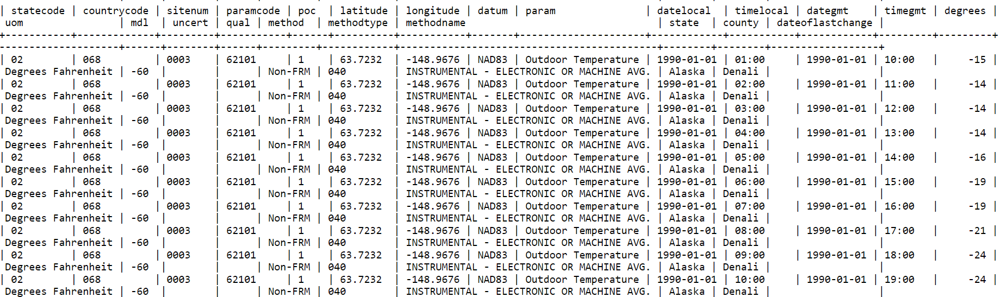 | statecode | countrycode | sitenum | paramcode | poc | latitude | longitude | datum | param | datelocal | timelocal | dategmt | timegmt | degrees |
uom | mdl | uncert | qual | method | methodtype | methodname | state | county | dateoflastchange |
| 02 | 068 | 0003 | 62101 | 1 | 63.7232 | -148.9676 | NAD83 | Outdoor Temperature | 1990-01-01 | 01:00 | 1990-01-01 | 10:00 | -15 |
Degrees Fahrenheit | -60 | | | Non-FRM | 040 | INSTRUMENTAL - ELECTRONIC OR MACHINE AVG. | Alaska | Denali | |
| 02 | 068 | 0003 | 62101 | 1 | 63.7232 | -148.9676 | NAD83 | Outdoor Temperature | 1990-01-01 | 02:00 | 1990-01-01 | 11:00 | -14 |
Degrees Fahrenheit | -60 | | | Non-FRM | 040 | INSTRUMENTAL - ELECTRONIC OR MACHINE AVG. | Alaska | Denali | |
| 02 | 068 | 0003 | 62101 | 1 | 63.7232 | -148.9676 | NAD83 | Outdoor Temperature | 1990-01-01 | 03:00 | 1990-01-01 | 12:00 | -14 |
Degrees Fahrenheit | -60 | | | Non-FRM | 040 | INSTRUMENTAL - ELECTRONIC OR MACHINE AVG. | Alaska | Denali | |
| 02 | 068 | 0003 | 62101 | 1 | 63.7232 | -148.9676 | NAD83 | Outdoor Temperature | 1990-01-01 | 04:00 | 1990-01-01 | 13:00 | -14 |
Degrees Fahrenheit | -60 | | | Non-FRM | 040 | INSTRUMENTAL - ELECTRONIC OR MACHINE AVG. | Alaska | Denali | |
| 02 | 068 | 0003 | 62101 | 1 | 63.7232 | -148.9676 | NAD83 | Outdoor Temperature | 1990-01-01 | 05:00 | 1990-01-01 | 14:00 | -16 |
Degrees Fahrenheit | -60 | | | Non-FRM | 040 | INSTRUMENTAL - ELECTRONIC OR MACHINE AVG. | Alaska | Denali | |
| 02 | 068 | 0003 | 62101 | 1 | 63.7232 | -148.9676 | NAD83 | Outdoor Temperature | 1990-01-01 | 06:00 | 1990-01-01 | 15:00 | -19 |
Degrees Fahrenheit | -60 | | | Non-FRM | 040 | INSTRUMENTAL - ELECTRONIC OR MACHINE AVG. | Alaska | Denali | |
| 02 | 068 | 0003 | 62101 | 1 | 63.7232 | -148.9676 | NAD83 | Outdoor Temperature | 1990-01-01 | 07:00 | 1990-01-01 | 16:00 | -19 |
Degrees Fahrenheit | -60 | | | Non-FRM | 040 | INSTRUMENTAL - ELECTRONIC OR MACHINE AVG. | Alaska | Denali | |
| 02 | 068 | 0003 | 62101 | 1 | 63.7232 | -148.9676 | NAD83 | Outdoor Temperature | 1990-01-01 | 08:00 | 1990-01-01 | 17:00 | -21 |
Degrees Fahrenheit | -60 | | | Non-FRM | 040 | INSTRUMENTAL - ELECTRONIC OR MACHINE AVG. | Alaska | Denali | |
| 02 | 068 | 0003 | 62101 | 1 | 63.7232 | -148.9676 | NAD83 | Outdoor Temperature | 1990-01-01 | 09:00 | 1990-01-01 | 18:00 | -24 |
Degrees Fahrenheit | -60 | | | Non-FRM | 040 | INSTRUMENTAL - ELECTRONIC OR MACHINE AVG. | Alaska | Denali | |
| 02 | 068 | 0003 | 62101 | 1 | 63.7232 | -148.9676 | NAD83 | Outdoor Temperature | 1990-01-01 | 10:00 | 1990-01-01 | 19:00 | -24 |
Degrees Fahrenheit | -60 | | | Non-FRM | 040 | INSTRUMENTAL - ELECTRONIC OR MACHINE AVG. | Alaska | Denali | |